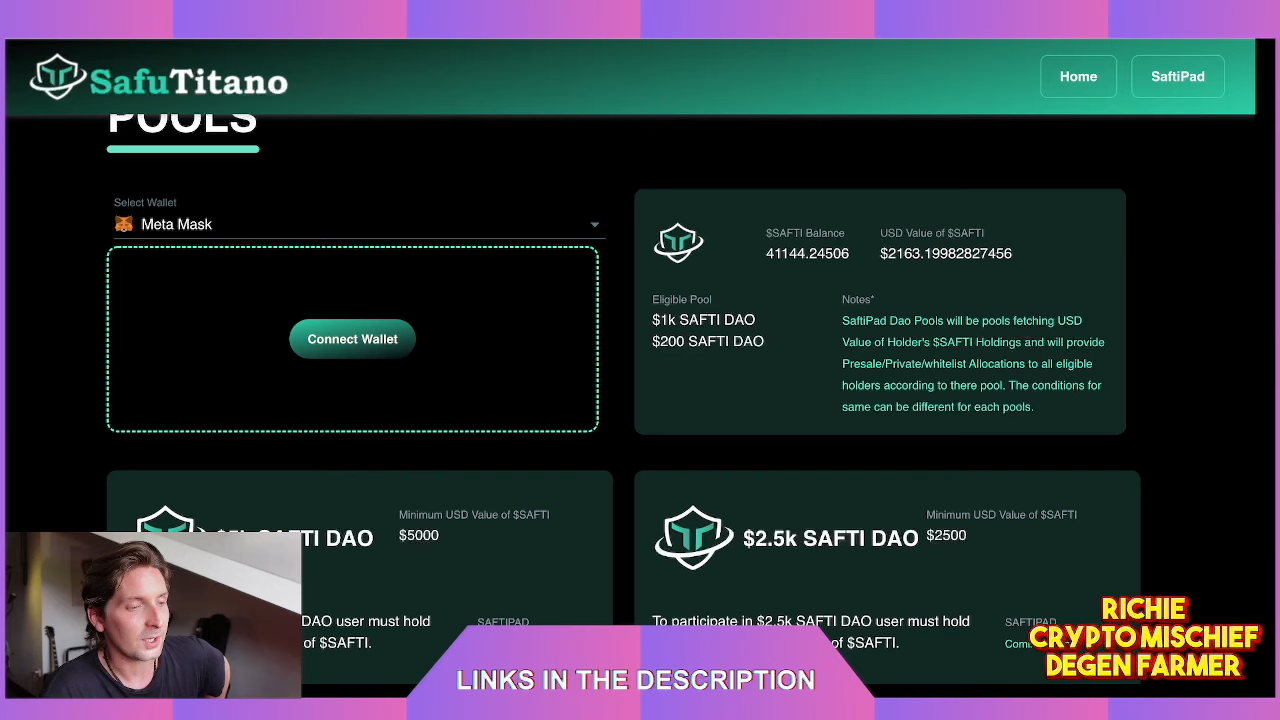 SafuTitano
Home
SaftiPad
POOLS
Select Wallet
Meta Mask
Connect Wallet
$SAFTI Balance
41144.24506
USD Value of $SAFTI
$2163.19982827456
Eligible Pool
$1k SAFTI DAO
$200 SAFTI DAO
Notes*
SaftiPad Dao Pools will be pools fetching USD
Value of Holder's $SAFTI Holdings and will provide
Presale/Private/whitelist Allocations to all eligible
holders according to there pool. The conditions for
same can be different for each pools.
SAFTI DAO
Minimum USD Value of $SAFTI
$5000
DAO user must hold
of $SAFTI.
SAFTIPAD
$2.5k SAFTI DAO
Minimum USD Value of $SAFTI
$2500
To participate in $2.5k SAFTI DAO user must hold
of $SAFTI.
SAFTIPAD
RICHIE
CRYPTO MISCHIEF
DEGEN FARMER
LINKS IN THE DESCRIPTION